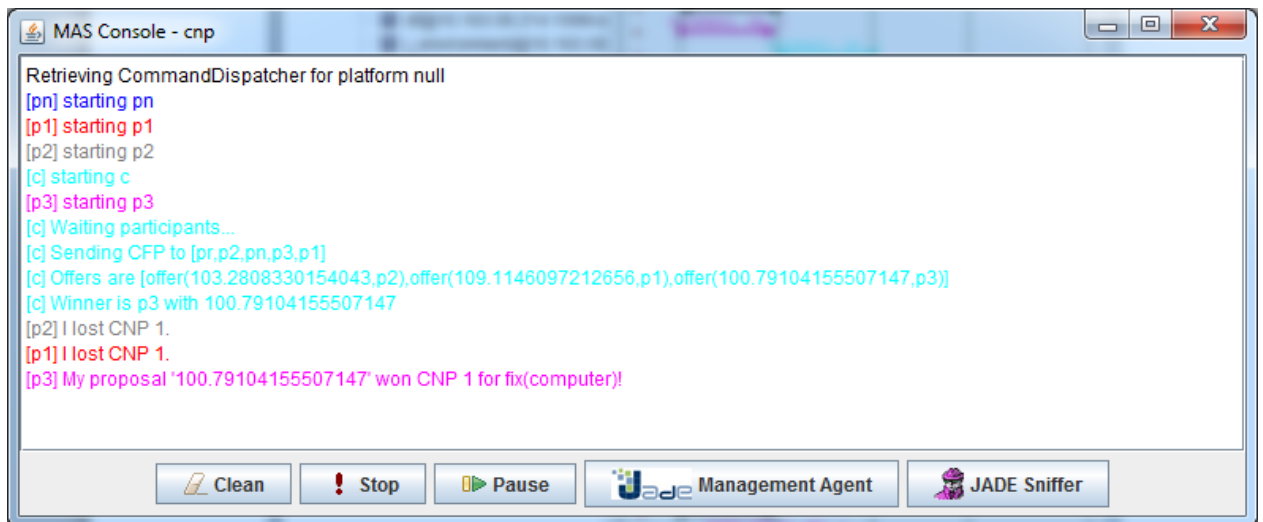 MAS Console - cnp
Retrieving CommandDispatcher for platform null
[pn] starting pn
[p1] starting p1
[p2] starting p2
[c] starting c
[p3] starting p3
[c] Waiting participants...
[c] Sending CFP to [pr,p2,pn,p3,p1]
[c] Offers are [offer(103.2808330154043,p2),offer(109.1146097212656,p1),offer(100.79104155507147,p3)]
[c] Winner is p3 with 100.79104155507147
[p2] I lost CNP 1.
[p1] I lost CNP 1.
[p3] My proposal '100.79104155507147' won CNP 1 for fix(computer)!
Clean Stop Pause Jade Management Agent JADE Sniffer